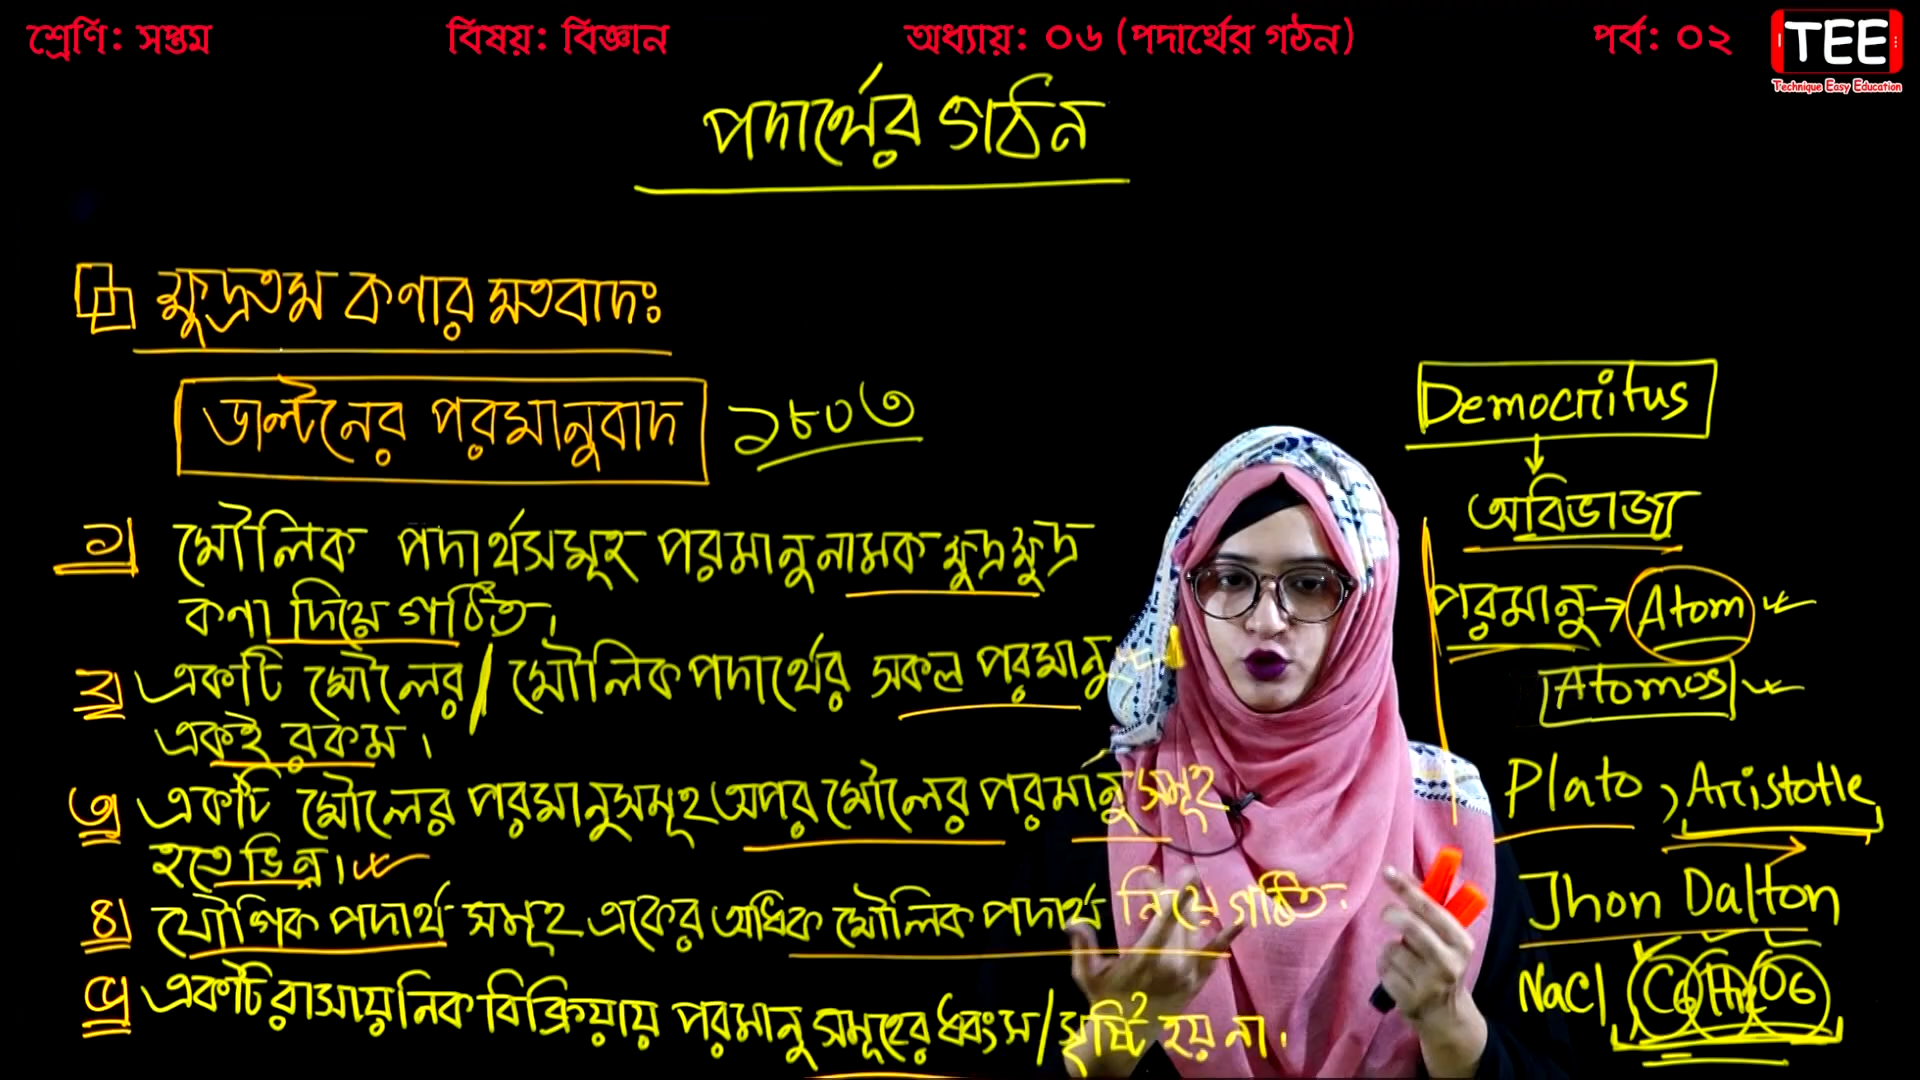 শ্রেণি: সপ্তম
বিষয়: বিজ্ঞান
অধ্যায়: ০৬ (পদার্থের গঠন)
পর্ব: ০২
TEE
Technique Easy Education
পদার্থের গঠন
ক্ষুদ্রতম কণার মতবাদঃ
ডাল্টনের পরমানুবাদ ১৮০৩
১। মৌলিক পদার্থসমূহ পরমানু নামক ক্ষুদ্র ক্ষুদ্র
কণা দিয়ে গঠিত।
২। একটি মৌলের / মৌলিক পদার্থের সকল পরমানু
একই রকম।
৩। একটি মৌলের পরমানুসমূহ অপর মৌলের পরমানু সমূহ
হতে ভিন্ন।
৪। যৌগিক পদার্থ সমূহ একের অধিক মৌলিক পদার্থ নিয়ে গঠিত।
৫। একটি রাসায়নিক বিক্রিয়ায় পরমানু সমূহের ধ্বংস / সৃষ্টি হয় না।
Democritus
অবিভাজ্য
পরমানু → Atom
Atomos
Plato, Aristotle
Jhon Dalton
NaCl C6H12O6